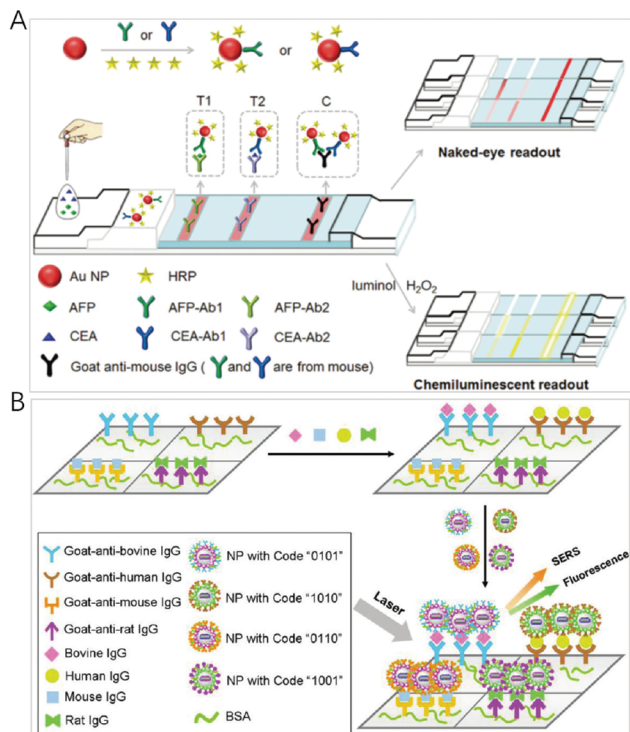 A
or
or
T1
T2
C
Naked-eye readout
Au NP
HRP
luminol H₂O₂
AFP
AFP-Ab1
AFP-Ab2
CEA
CEA-Ab1
CEA-Ab2
Goat anti-mouse IgG ( and are from mouse)
Chemiluminescent readout
B
Goat-anti-bovine IgG
Goat-anti-human IgG
Goat-anti-mouse IgG
Goat-anti-rat IgG
Bovine IgG
Human IgG
Mouse IgG
Rat IgG
NP with Code "0101"
NP with Code "1010"
NP with Code "0110"
NP with Code "1001"
BSA
Laser
SERS
Fluorescence